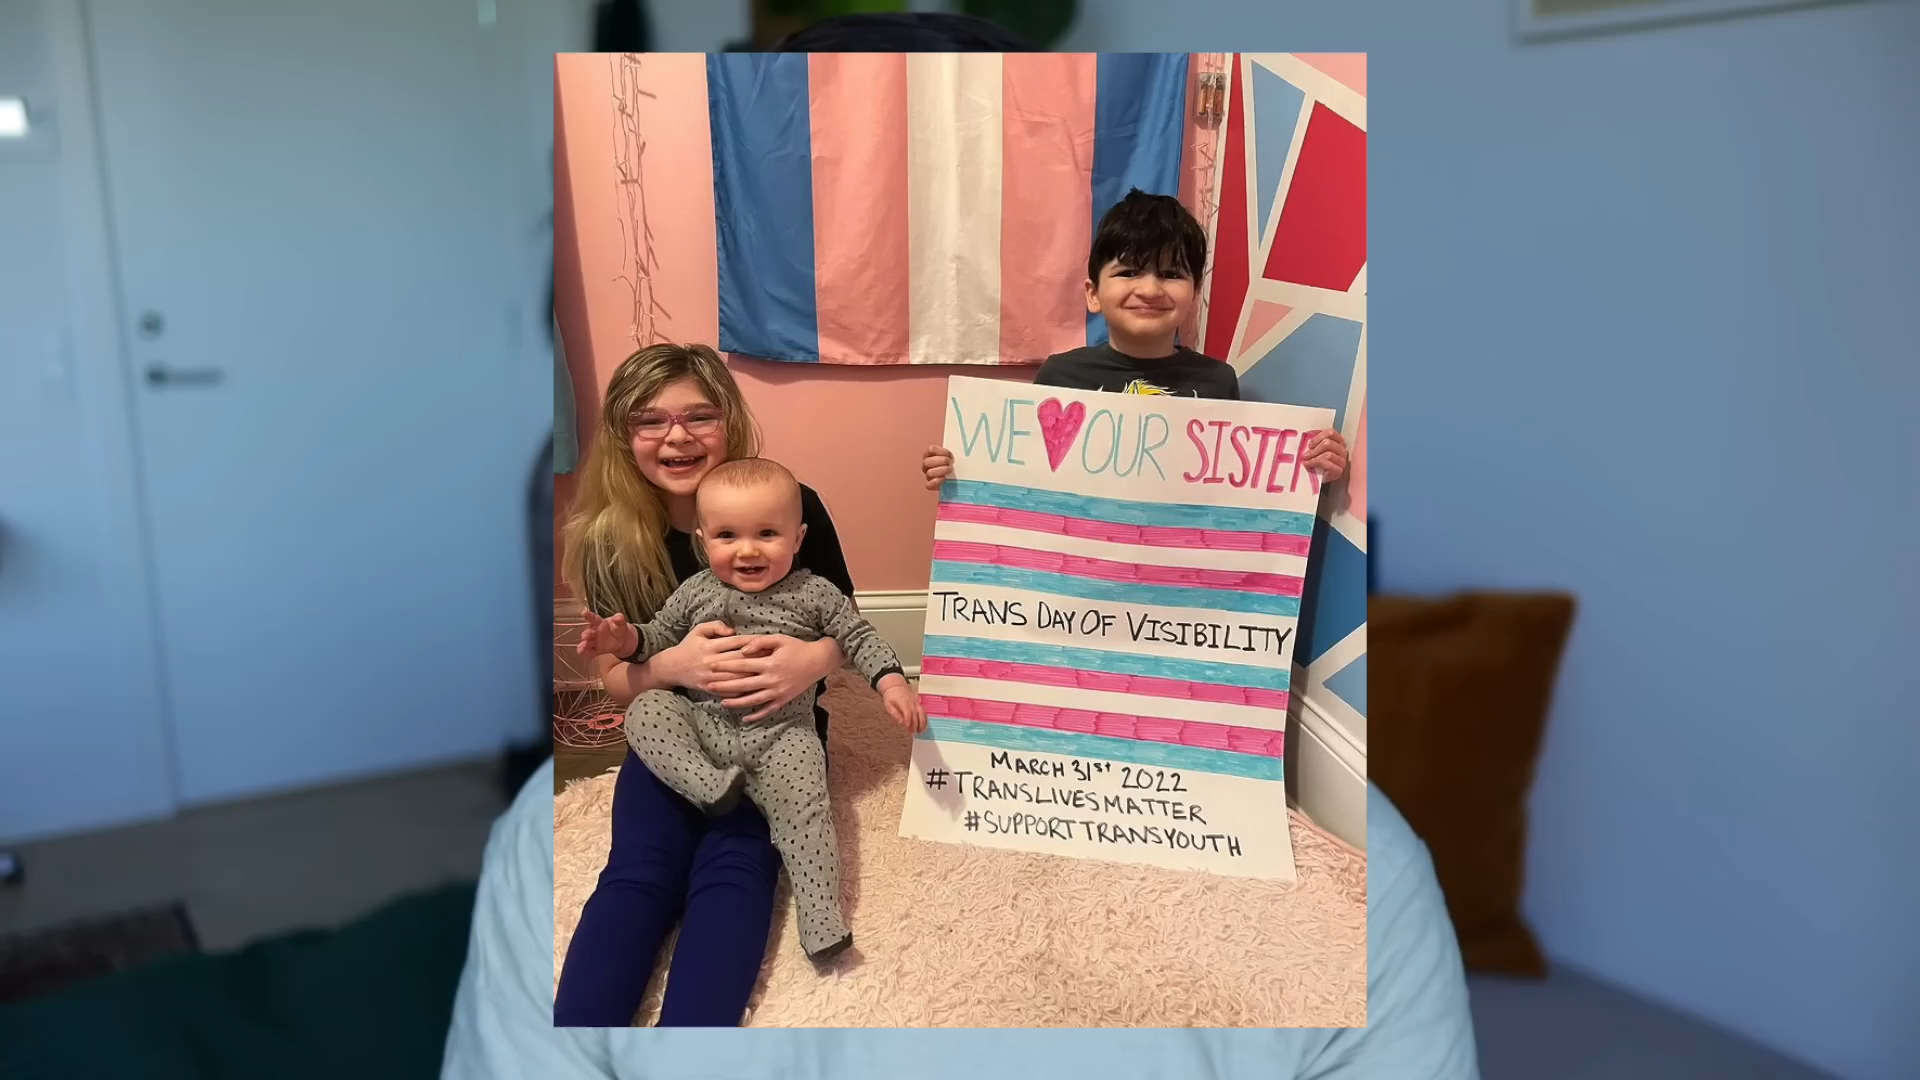 WE ♥ OUR SISTER
TRANS DAY OF VISIBILITY
MARCH 31st 2022
#TRANSLIVESMATTER
#SUPPORTTRANSYOUTH